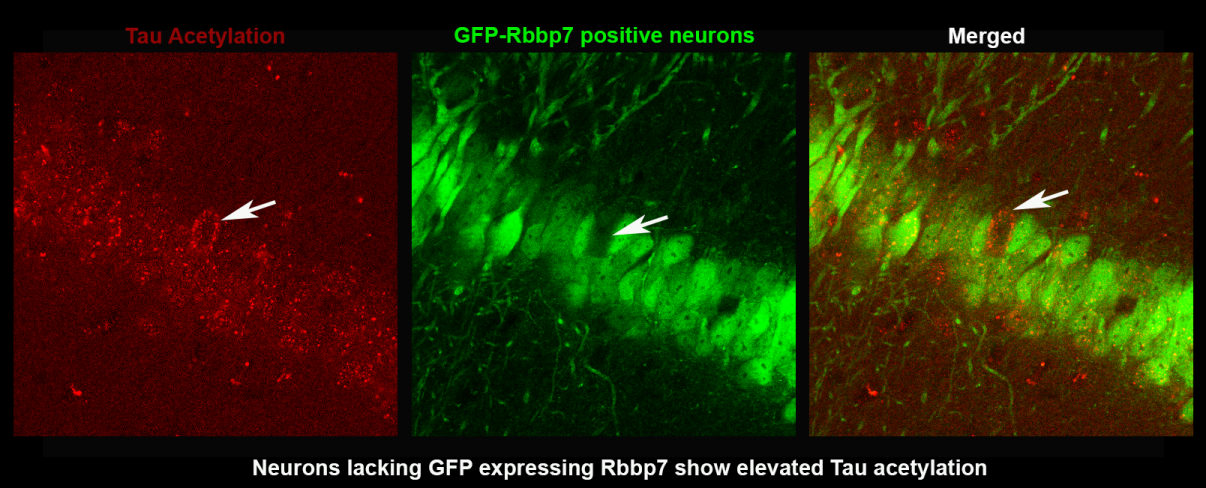 Tau Acetylation
GFP-Rbbp7 positive neurons
Merged
Neurons lacking GFP expressing Rbbp7 show elevated Tau acetylation